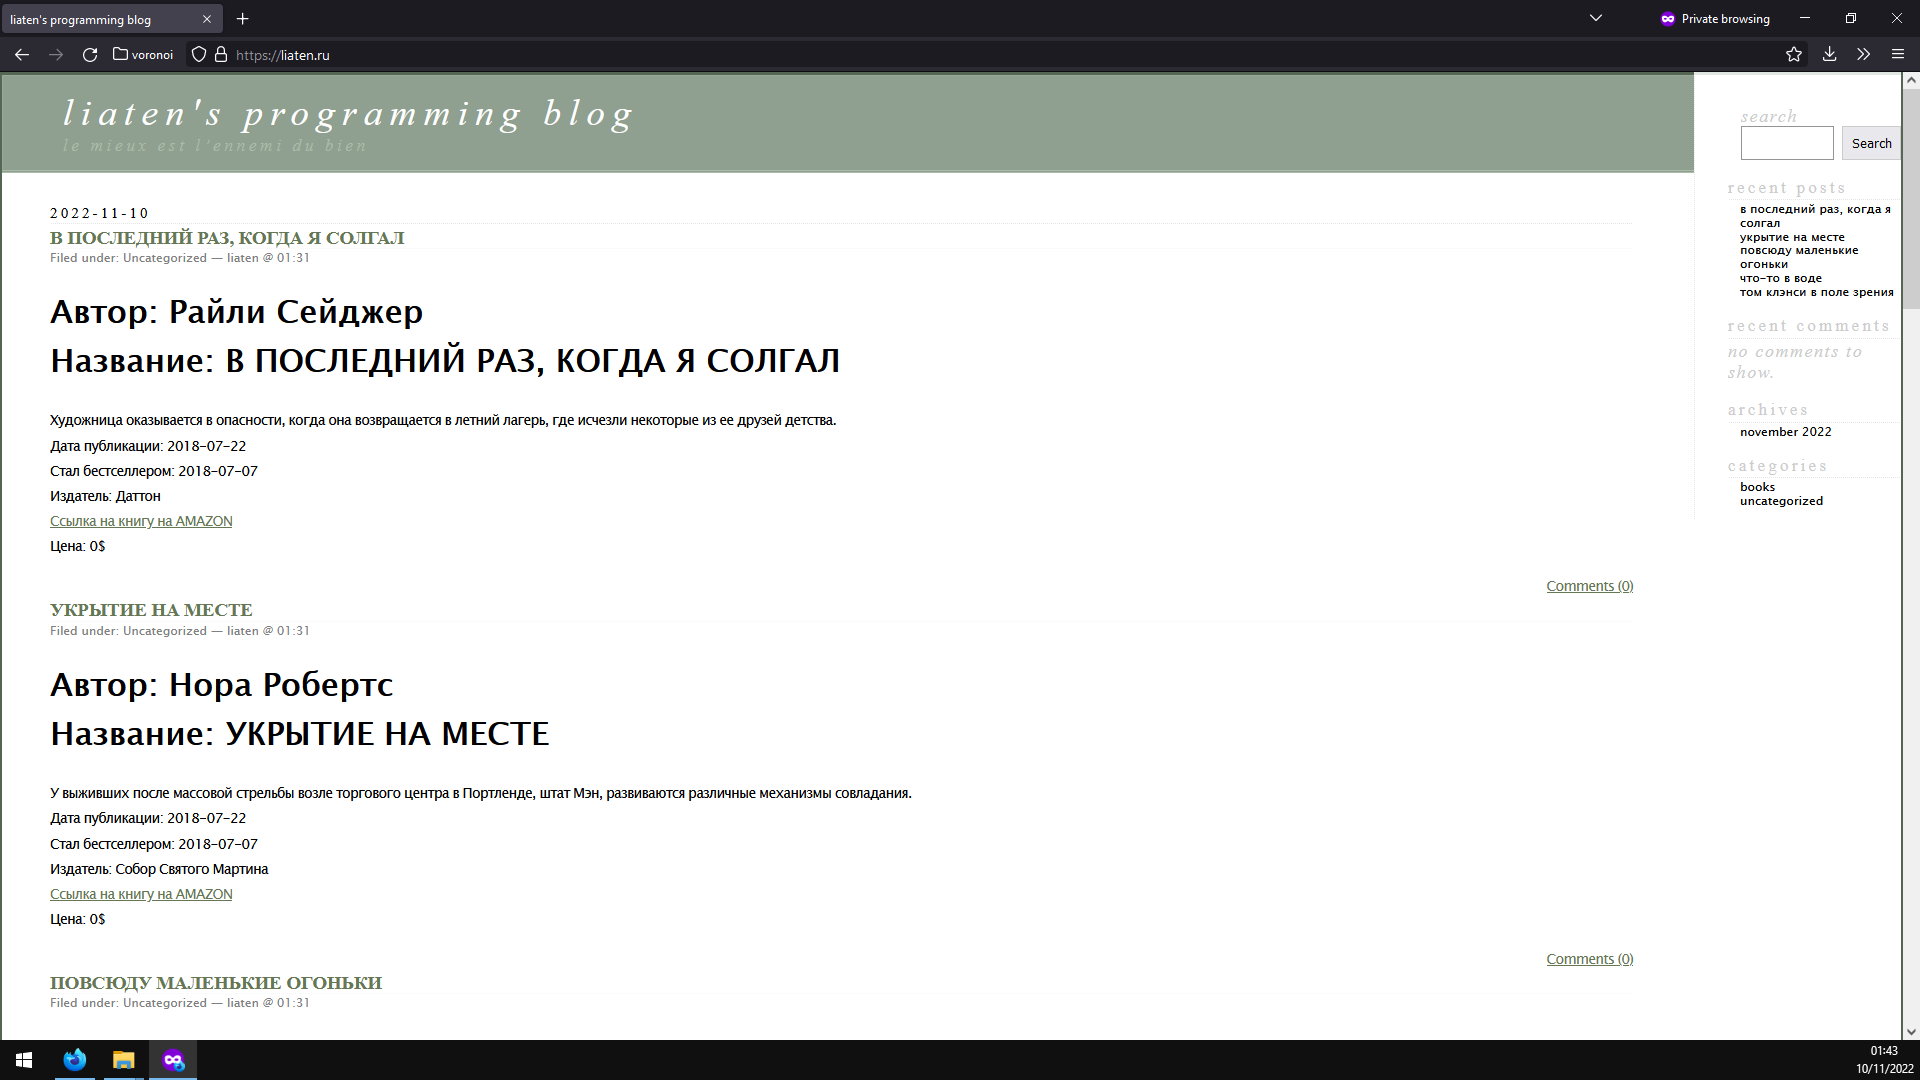 liaten's programming blog
Private browsing
voronoi
https://liaten.ru
liaten's programming blog
le mieux est l'ennemi du bien
2022-11-10
В ПОСЛЕДНИЙ РАЗ, КОГДА Я СОЛГАЛ
Filed under: Uncategorized — liaten @ 01:31
Автор: Райли Сейджер
Название: В ПОСЛЕДНИЙ РАЗ, КОГДА Я СОЛГАЛ
Художница оказывается в опасности, когда она возвращается в летний лагерь, где исчезли некоторые из ее друзей детства.
Дата публикации: 2018-07-22
Стал бестселлером: 2018-07-07
Издатель: Даттон
Ссылка на книгу на AMAZON
Цена: 0$
Comments (0)
УКРЫТИЕ НА МЕСТЕ
Filed under: Uncategorized — liaten @ 01:31
Автор: Нора Робертс
Название: УКРЫТИЕ НА МЕСТЕ
У выживших после массовой стрельбы возле торгового центра в Портленде, штат Мэн, развиваются различные механизмы совладания.
Дата публикации: 2018-07-22
Стал бестселлером: 2018-07-07
Издатель: Собор Святого Мартина
Ссылка на книгу на AMAZON
Цена: 0$
Comments (0)
ПОВСЮДУ МАЛЕНЬКИЕ ОГОНЬКИ
Filed under: Uncategorized — liaten @ 01:31
search
Search
recent posts
в последний раз, когда я
солгал
укрытие на месте
повсюду маленькие
огоньки
что-то в воде
том клэнси в поле зрения
recent comments
no comments to
show.
archives
november 2022
categories
books
uncategorized
01:43
10/11/2022